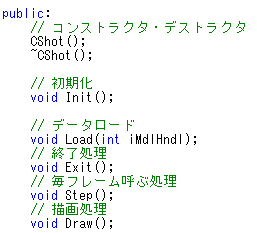 public:
// コンストラクタ・デストラクタ
CShot();
~CShot();
// 初期化
void Init();
// データロード
void Load(int iMdlHndl);
// 終了処理
void Exit();
// 毎フレーム呼ぶ処理
void Step();
// 描画処理
void Draw();